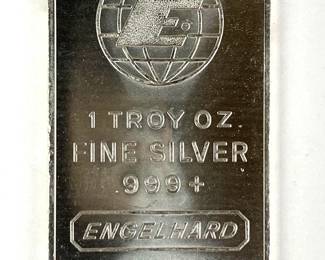 E
1 TROY OZ.
FINE SILVER
.999+
ENGELHARD